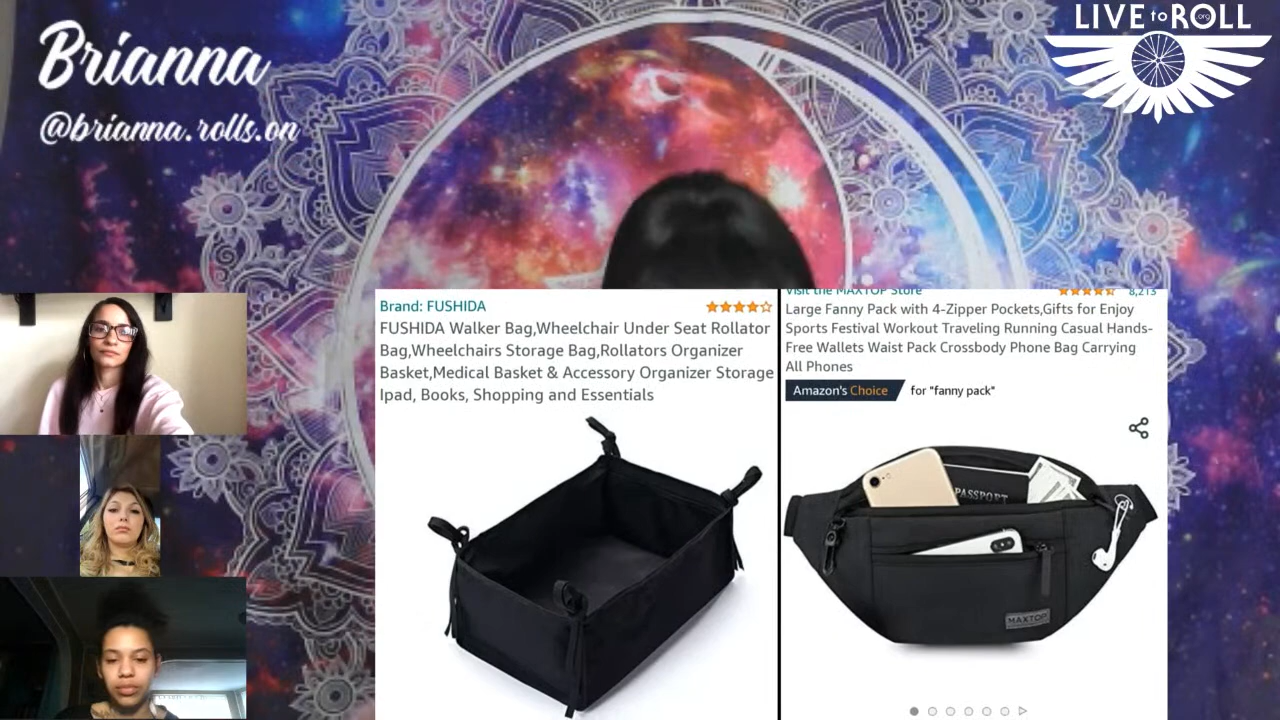 Brianna
@brianna.rolls.on
LIVE to ROLL
.org
Brand: FUSHIDA
FUSHIDA Walker Bag,Wheelchair Under Seat Rollator
Bag,Wheelchairs Storage Bag,Rollators Organizer
Basket,Medical Basket & Accessory Organizer Storage
Ipad, Books, Shopping and Essentials
Visit the MAXTOP Store
8,213
Large Fanny Pack with 4-Zipper Pockets,Gifts for Enjoy
Sports Festival Workout Traveling Running Casual Hands-
Free Wallets Waist Pack Crossbody Phone Bag Carrying
All Phones
Amazon's Choice for "fanny pack"
PASSPORT
MAXTOP